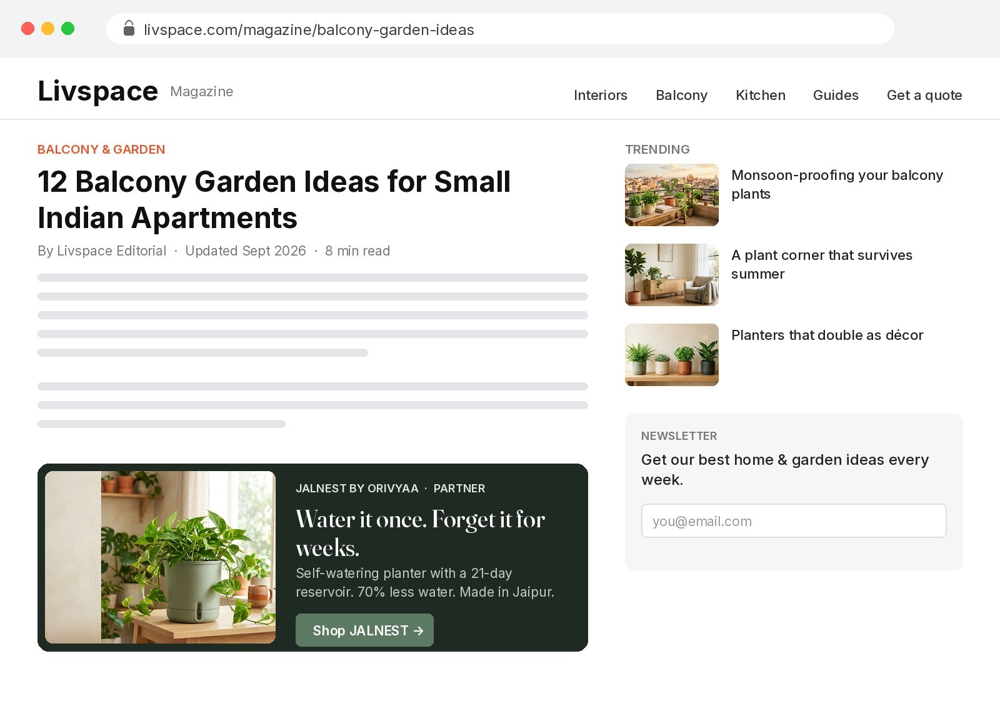 livspace.com/magazine/balcony-garden-ideas
Livspace Magazine
Interiors Balcony Kitchen Guides Get a quote
BALCONY & GARDEN
12 Balcony Garden Ideas for Small
Indian Apartments
By Livspace Editorial · Updated Sept 2026 · 8 min read
TRENDING
Monsoon-proofing your balcony
plants
A plant corner that survives
summer
Planters that double as décor
NEWSLETTER
Get our best home & garden ideas every
week.
you@email.com
JALNEST BY ORIVYAA · PARTNER
Water it once. Forget it for
weeks.
Self-watering planter with a 21-day
reservoir. 70% less water. Made in Jaipur.
Shop JALNEST →